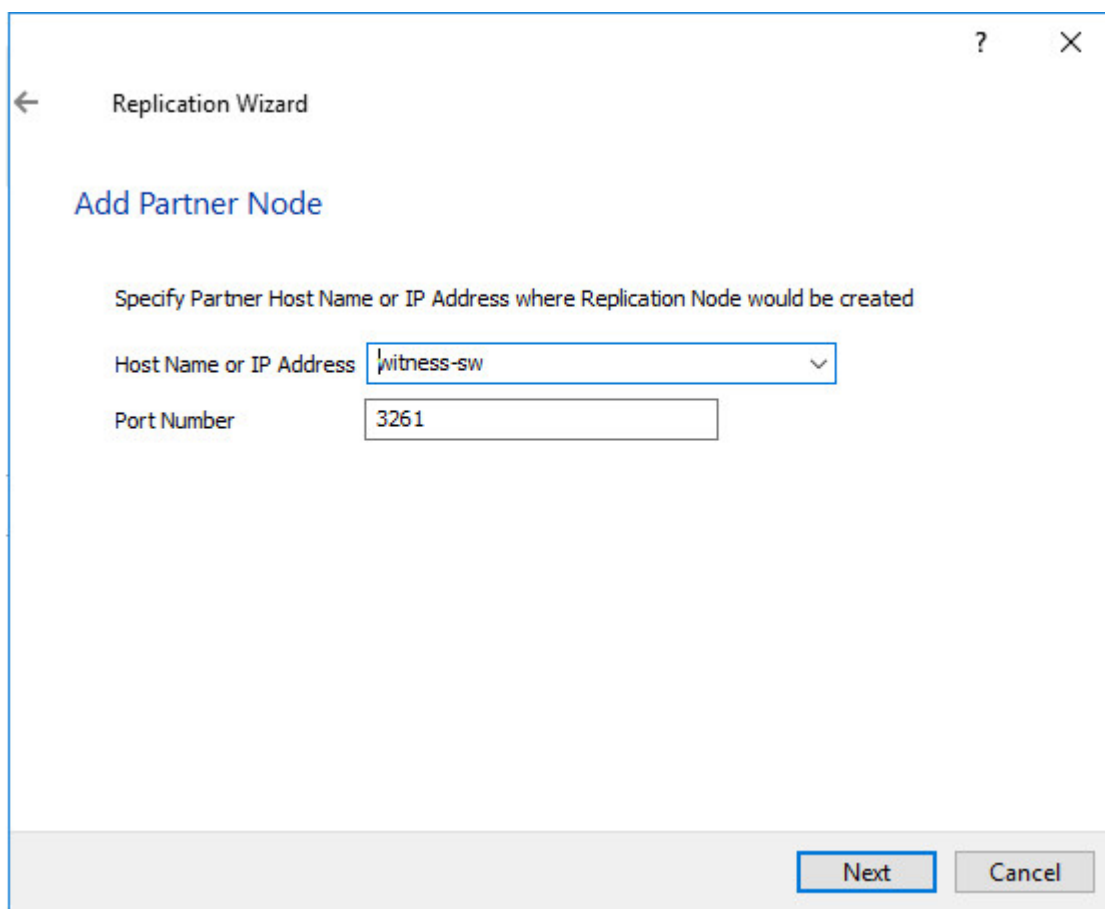 ?
Replication Wizard
Add Partner Node
Specify Partner Host Name or IP Address where Replication Node would be created
Host Name or IP Address witness-sw
Port Number 3261
Next Cancel